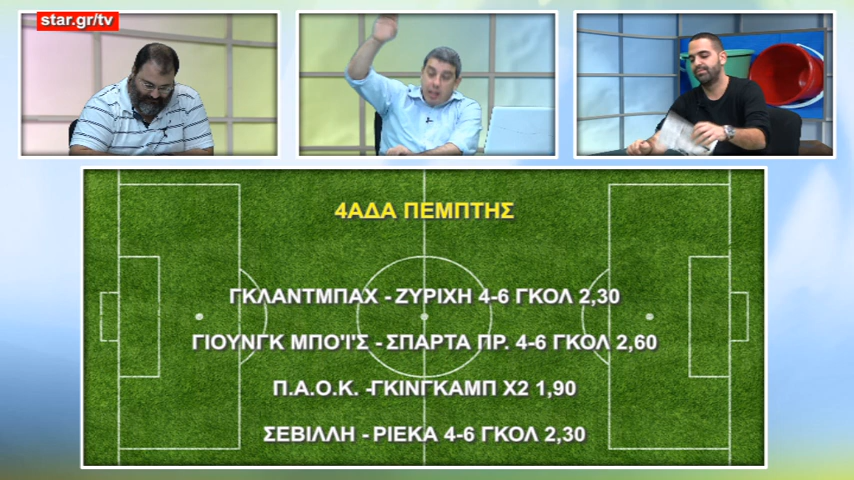 star.gr/tv
4ΑΔΑ ΠΕΜΠΤΗΣ
ΓΚΛΑΝΤΜΠΑΧ - ΖΥΡΙΧΗ 4-6 ΓΚΟΛ 2,30
ΓΙΟΥΝΓΚ ΜΠΟ'Ι'Σ - ΣΠΑΡΤΑ ΠΡ. 4-6 ΓΚΟΛ 2,60
Π.Α.Ο.Κ. -ΓΚΙΝΓΚΑΜΠ Χ2 1,90
ΣΕΒΙΛΛΗ - ΡΙΕΚΑ 4-6 ΓΚΟΛ 2,30